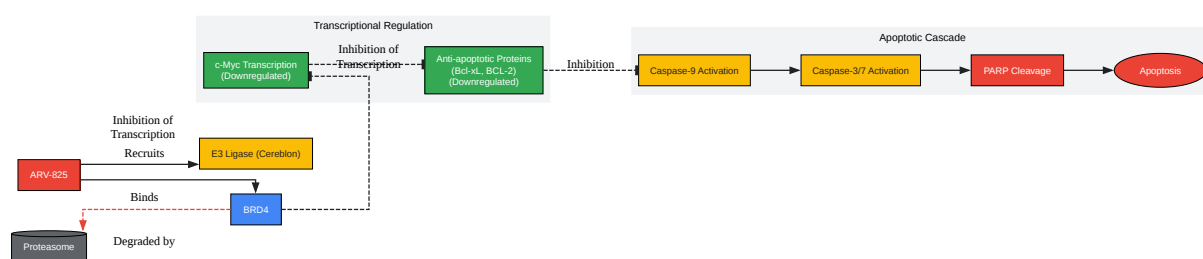 Transcriptional Regulation
c-Myc Transcription
(Downregulated)
Inhibition of
Transcription
Anti-apoptotic Proteins
(Bcl-xL, BCL-2)
(Downregulated)
Inhibition
Apoptotic Cascade
Caspase-9 Activation
Caspase-3/7 Activation
PARP Cleavage
Apoptosis
Inhibition of
Transcription
Recruits
E3 Ligase (Cereblon)
ARV-825
Binds
BRD4
Degraded by
Proteasome